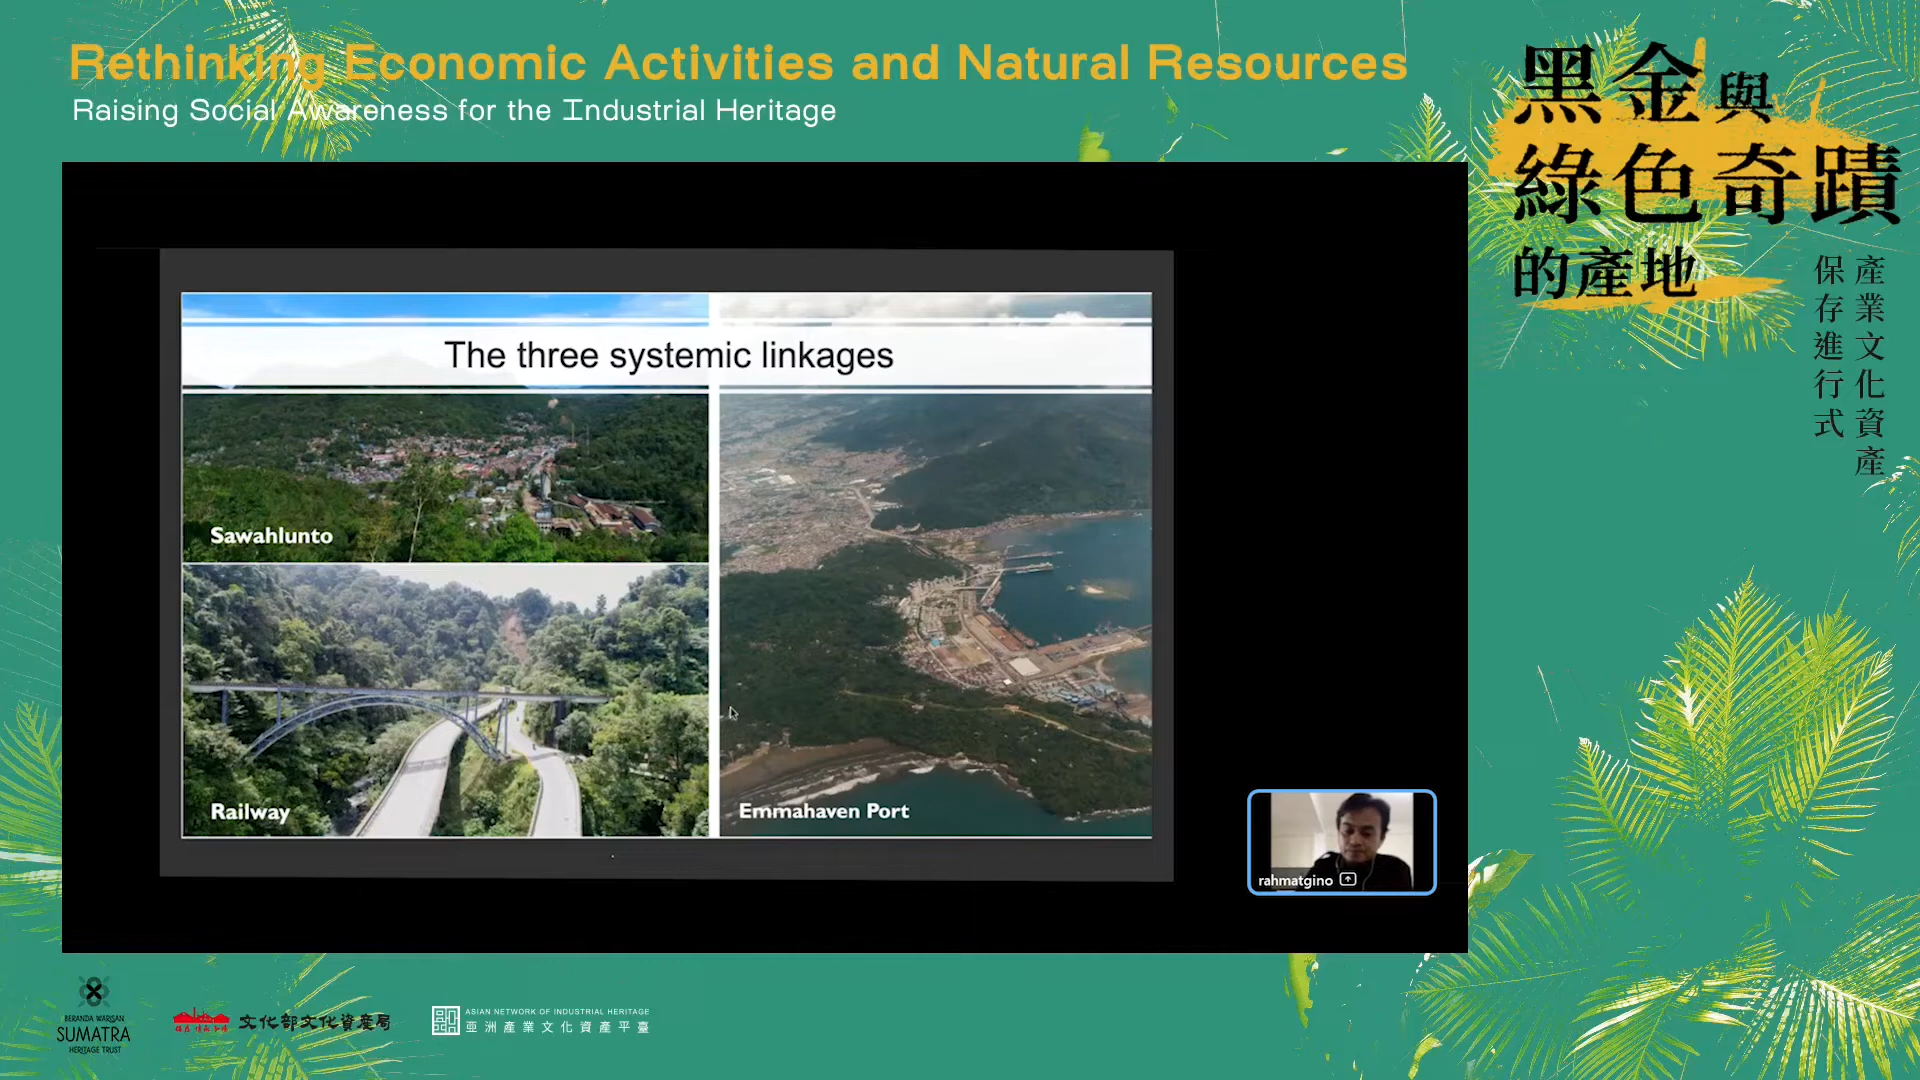 Rethinking Economic Activities and Natural Resources
Raising Social Awareness for the Industrial Heritage
黑金與
綠色奇蹟
的產地
產業文化資產
保存進行式
The three systemic linkages
Sawahlunto
Railway
Emmahaven Port
rahmatgino
BERANDA WARISAN
SUMATRA
HERITAGE TRUST
文化部文化資產局
ASIAN NETWORK OF INDUSTRIAL HERITAGE
亞洲產業文化資產平臺